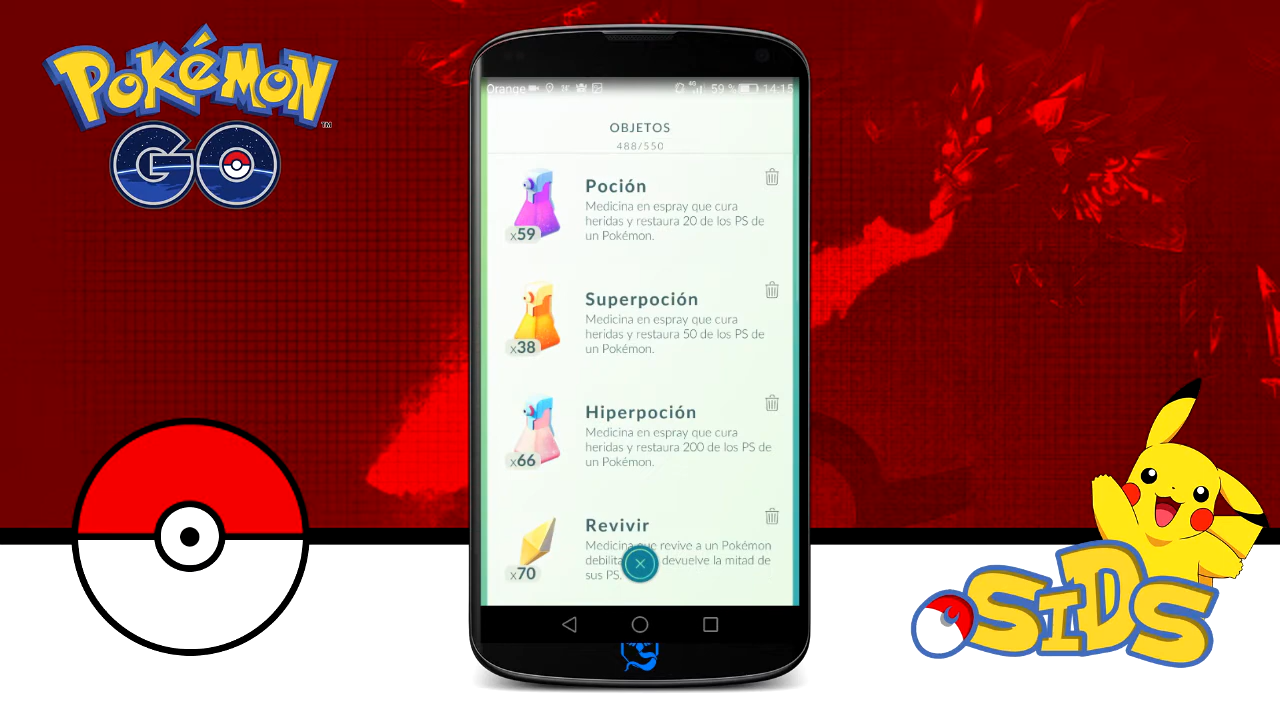 POKéMON
GO
TM
Orange
4G
59 %
14:15
OBJETOS
488/550
Poción
Medicina en espray que cura
heridas y restaura 20 de los PS de
un Pokémon.
x59
Superpoción
Medicina en espray que cura
heridas y restaura 50 de los PS de
un Pokémon.
x38
Hiperpoción
Medicina en espray que cura
heridas y restaura 200 de los PS de
un Pokémon.
x66
Revivir
Medicina que revive a un Pokémon
debilita devuelve la mitad de
sus PS.
x70
SiDS